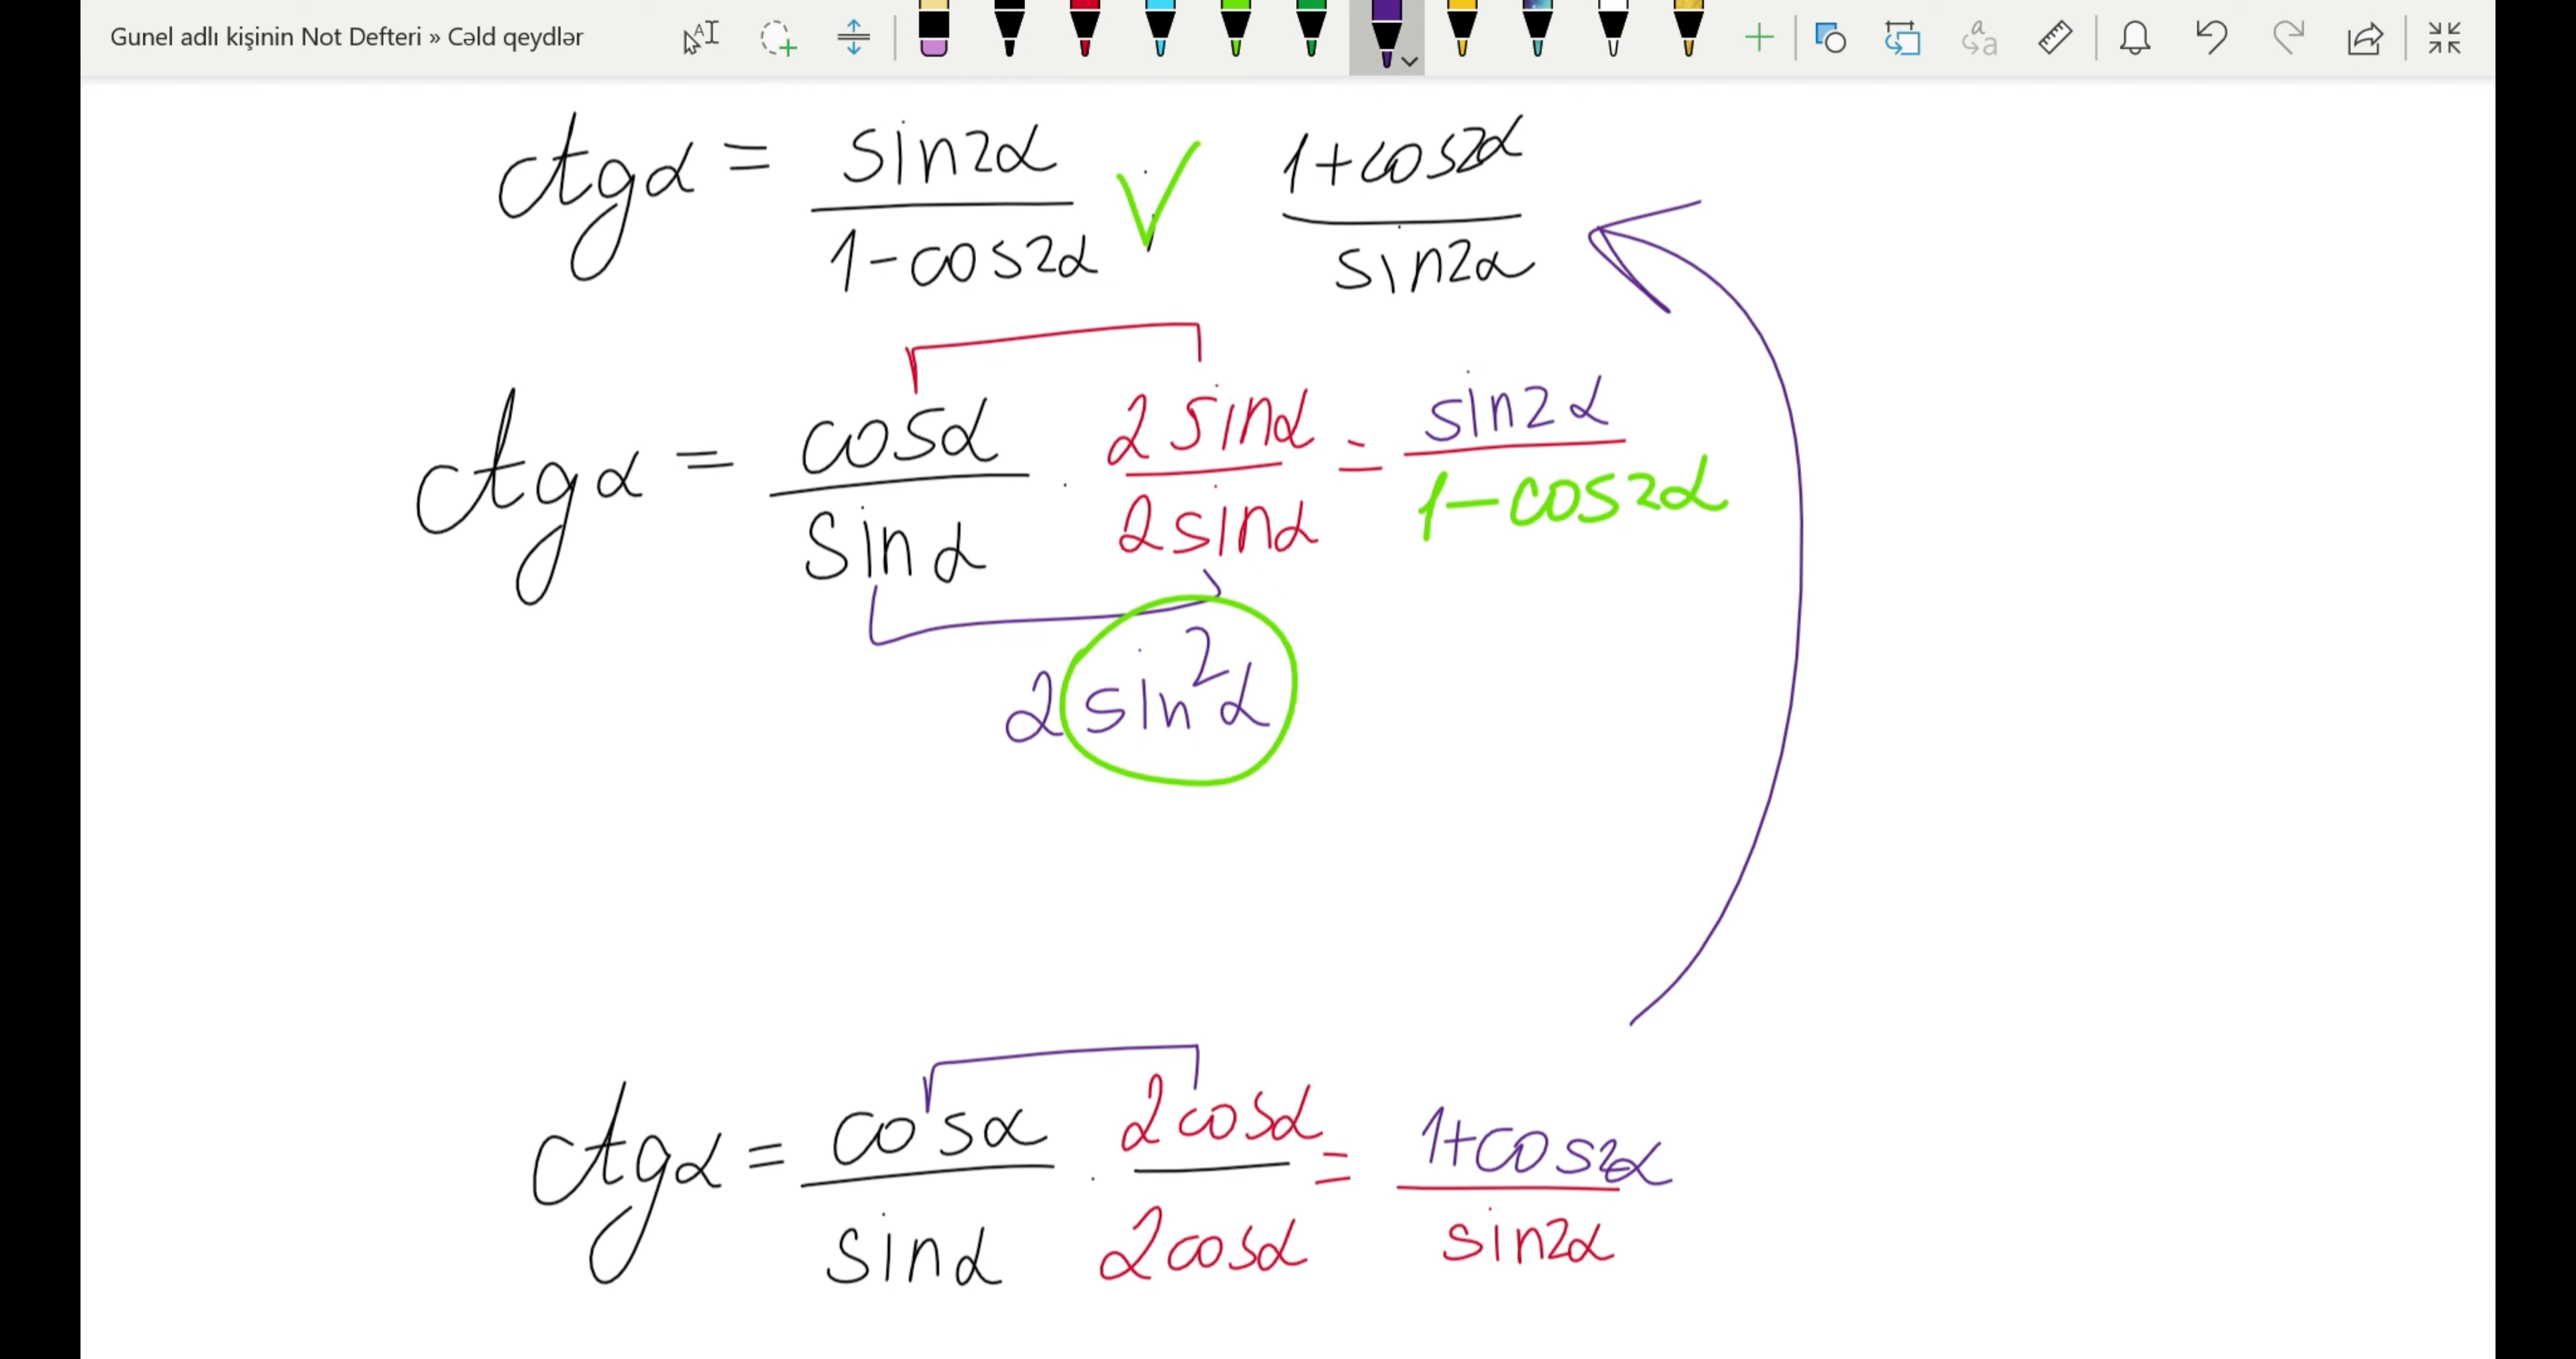 Gunel adlı kişinin Not Defteri » Cəld qeydlər
ctgα = sin2α / 1-cos2α 1+cos2α / sin2α
ctgα = cosα / sinα · 2sinα / 2sinα = sin2α / 1-cos2α
2sin²α
ctgα = cosα / sinα · 2cosα / 2cosα = 1+cos2α / sin2α